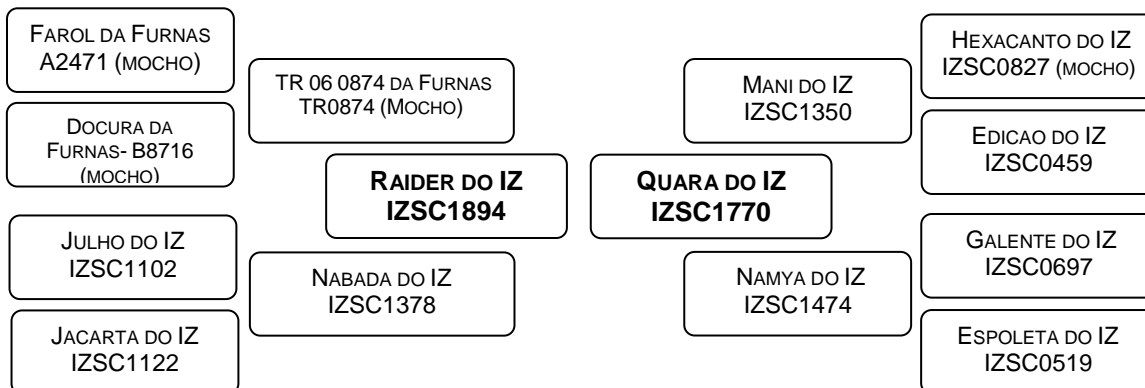 FAROL DA FURNAS
A2471 (MOCHO)
DOCURA DA
FURNAS- B8716
(MOCHO)
JULHO DO IZ
IZSC1102
JACARTA DO IZ
IZSC1122
TR 06 0874 DA FURNAS
TR0874 (MOCHO)
NABADA DO IZ
IZSC1378
RAIDER DO IZ
IZSC1894
QUARA DO IZ
IZSC1770
MANI DO IZ
IZSC1350
NAMYA DO IZ
IZSC1474
HEXACANTO DO IZ
IZSC0827 (MOCHO)
EDICAO DO IZ
IZSC0459
GALENTE DO IZ
IZSC0697
ESPOLETA DO IZ
IZSC0519